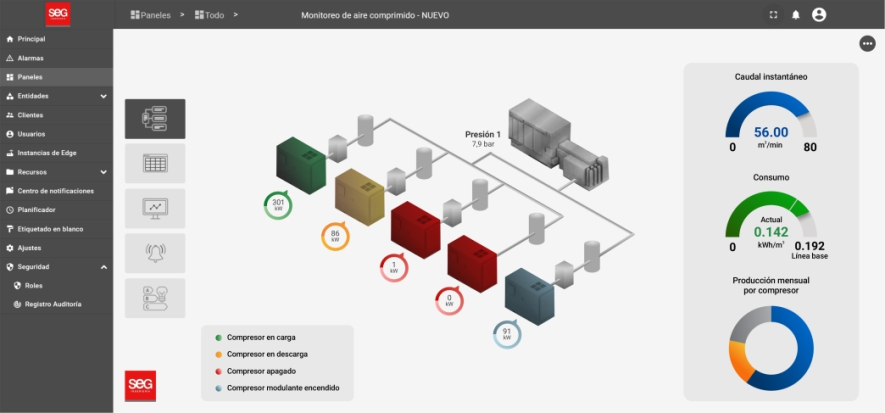 SEG
INGENIERÍA
Paneles > Todo > Monitoreo de aire comprimido - NUEVO
Principal
Alarmas
Paneles
Entidades
Clientes
Usuarios
Instancias de Edge
Recursos
Centro de notificaciones
Planificador
Etiquetado en blanco
Ajustes
Seguridad
Roles
Registro Auditoría
Presión 1
7,9 bar
301
kW
86
kW
1
kW
0
kW
91
kW
Compresor en carga
Compresor en descarga
Compresor apagado
Compresor modulante encendido
SEG
INGENIERÍA
Caudal instantáneo
56.00
0 m³/min 80
Consumo
Actual
0.142
0 kWh/m³ 0.192
Línea base
Producción mensual
por compresor